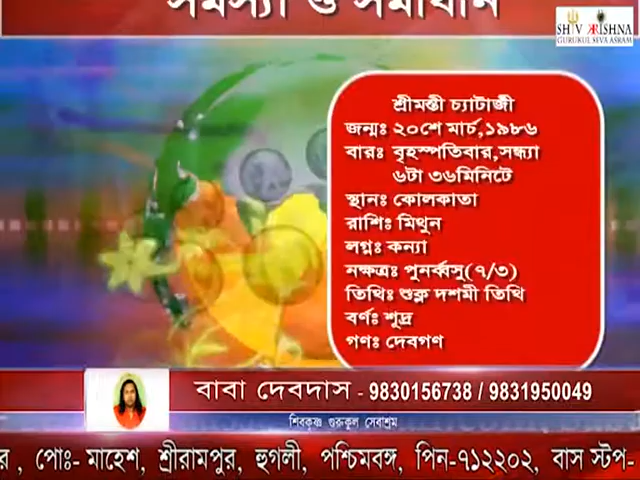 সমস্যা ও সমাধান
SHIV KRISHNA
GURUKUL SEVA ASRAM
শ্রীমন্তী চ্যাটার্জী
জন্মঃ ২০শে মার্চ,১৯৮৬
বারঃ বৃহস্পতিবার,সন্ধ্যা
৬টা ৩৬মিনিটে
স্থানঃ কোলকাতা
রাশিঃ মিথুন
লগ্নঃ কন্যা
নক্ষত্রঃ পুনর্ব্বসু(৭/৩)
তিথিঃ শুক্ল দশমী তিথি
বর্ণঃ শূদ্র
গণঃ দেবগণ
বাবা দেবদাস - 9830156738 / 9831950049
শিবকৃষ্ণ গুরুকুল সেবাশ্রম
র , পোঃ- মাহেশ, শ্রীরামপুর, হুগলী, পশ্চিমবঙ্গ, পিন-৭১২২০২, বাস স্টপ-